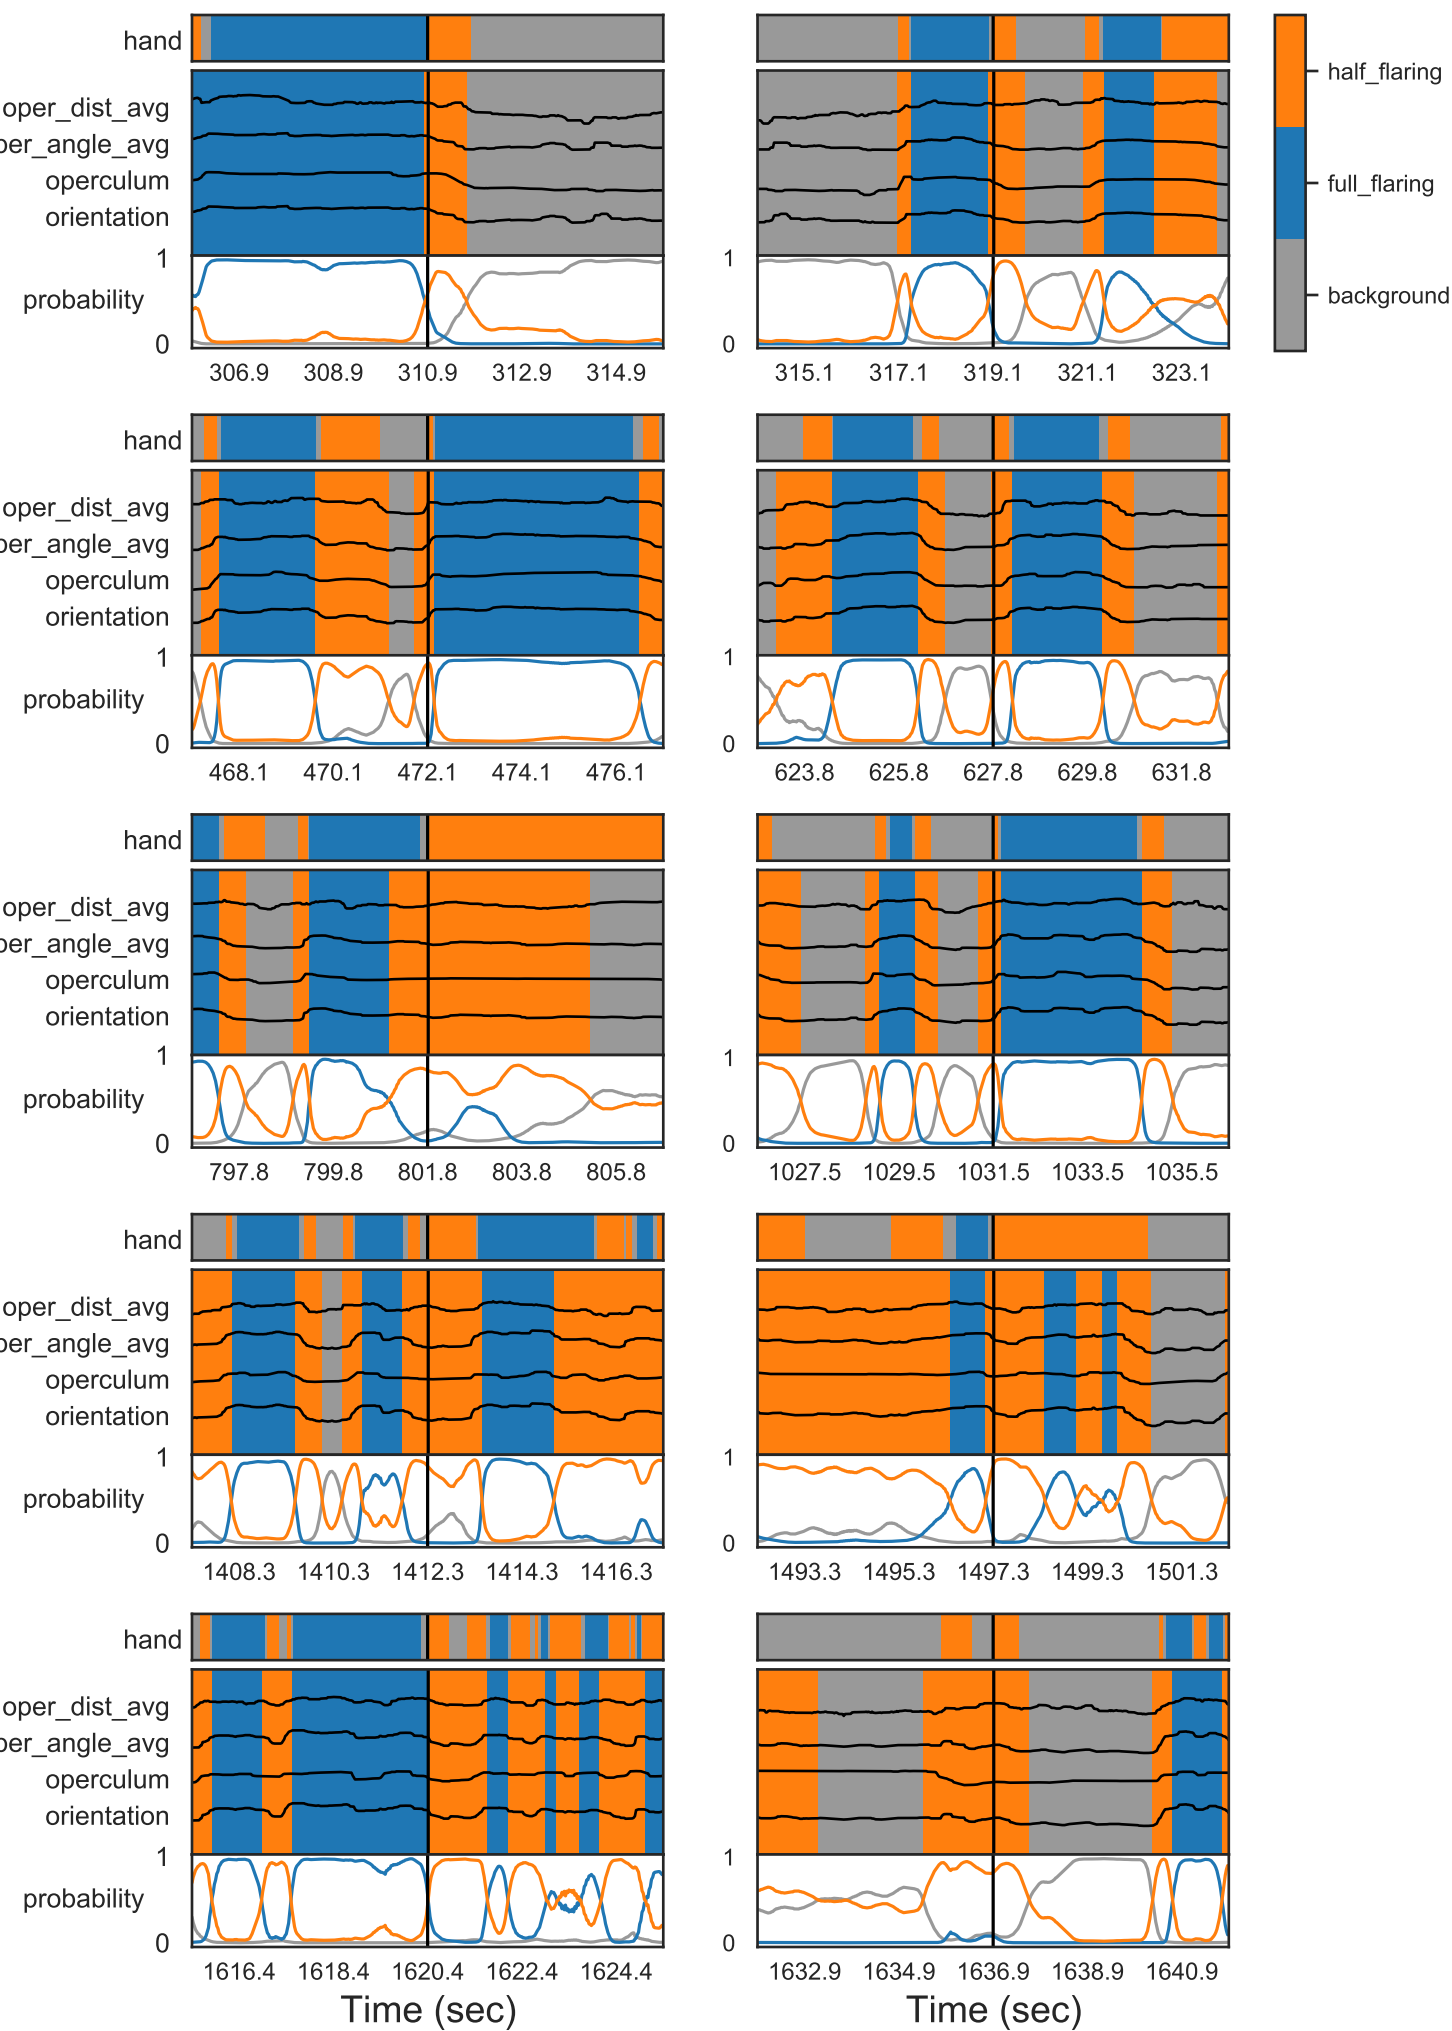 hand
half_flaring
oper_dist_avg
per_angle_avg
operculum
full_flaring
orientation
1
1
probability
background
0
0
306.9 308.9 310.9 312.9 314.9
315.1 317.1 319.1 321.1 323.1
hand
oper_dist_avg
per_angle_avg
operculum
orientation
1
1
probability
0
0
468.1 470.1 472.1 474.1 476.1
623.8 625.8 627.8 629.8 631.8
hand
oper_dist_avg
per_angle_avg
operculum
orientation
1
1
probability
0
0
797.8 799.8 801.8 803.8 805.8
1027.5 1029.5 1031.5 1033.5 1035.5
hand
oper_dist_avg
per_angle_avg
operculum
orientation
1
1
probability
0
0
1408.3 1410.3 1412.3 1414.3 1416.3
1493.3 1495.3 1497.3 1499.3 1501.3
hand
oper_dist_avg
per_angle_avg
operculum
orientation
1
1
probability
0
0
1616.4 1618.4 1620.4 1622.4 1624.4
1632.9 1634.9 1636.9 1638.9 1640.9
Time (sec)
Time (sec)